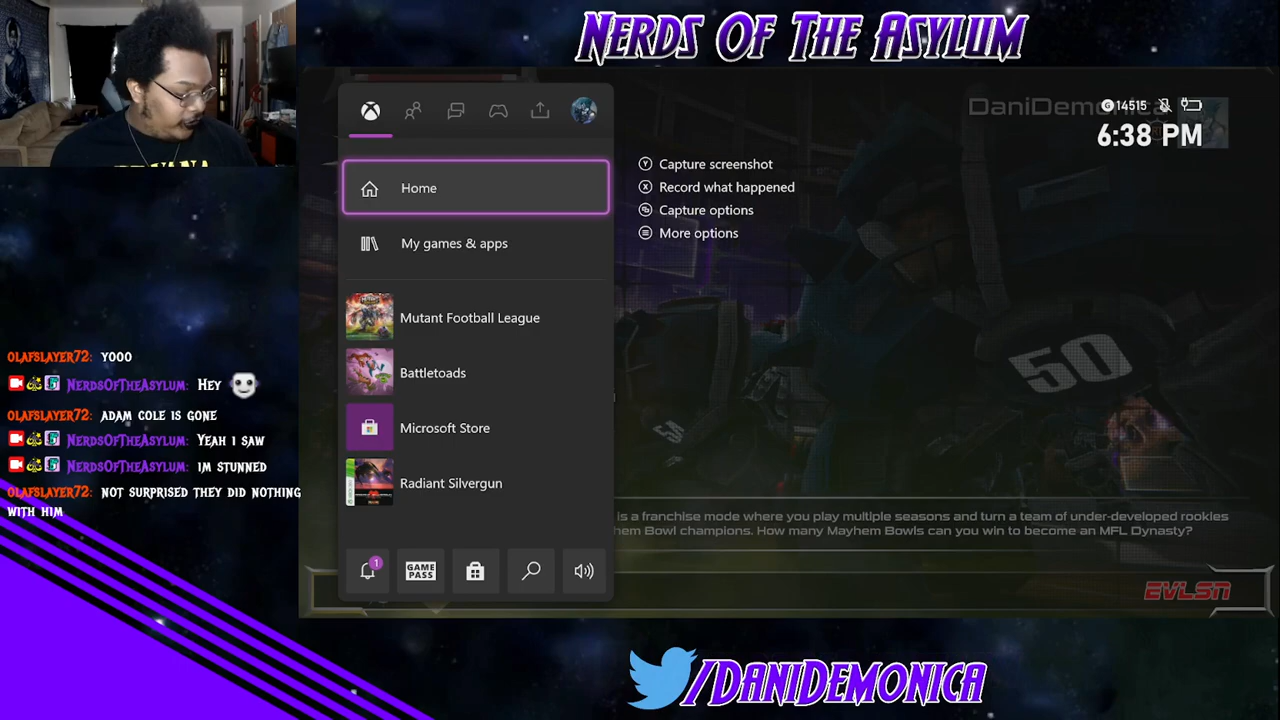 Nerds Of The Asylum
DaniDemonica
G 14515
6:38 PM
Home
My games & apps
Mutant Football League
Battletoads
Microsoft Store
Radiant Silvergun
1
GAME
PASS
Y Capture screenshot
X Record what happened
Capture options
More options
50
olafslayer72: YOOO
NerdsOfTheAsylum: Hey
olafslayer72: ADAM COLE IS GONE
NerdsOfTheAsylum: Yeah i saw
NerdsOfTheAsylum: im stunned
olafslayer72: NOT SURPRISED THEY DID NOTHING
WITH HIM
is a franchise mode where you play multiple seasons and turn a team of under-developed rookies
Bowl champions. How many Mayhem Bowls can you win to become an MFL Dynasty?
EVLSN
/DaniDemonica